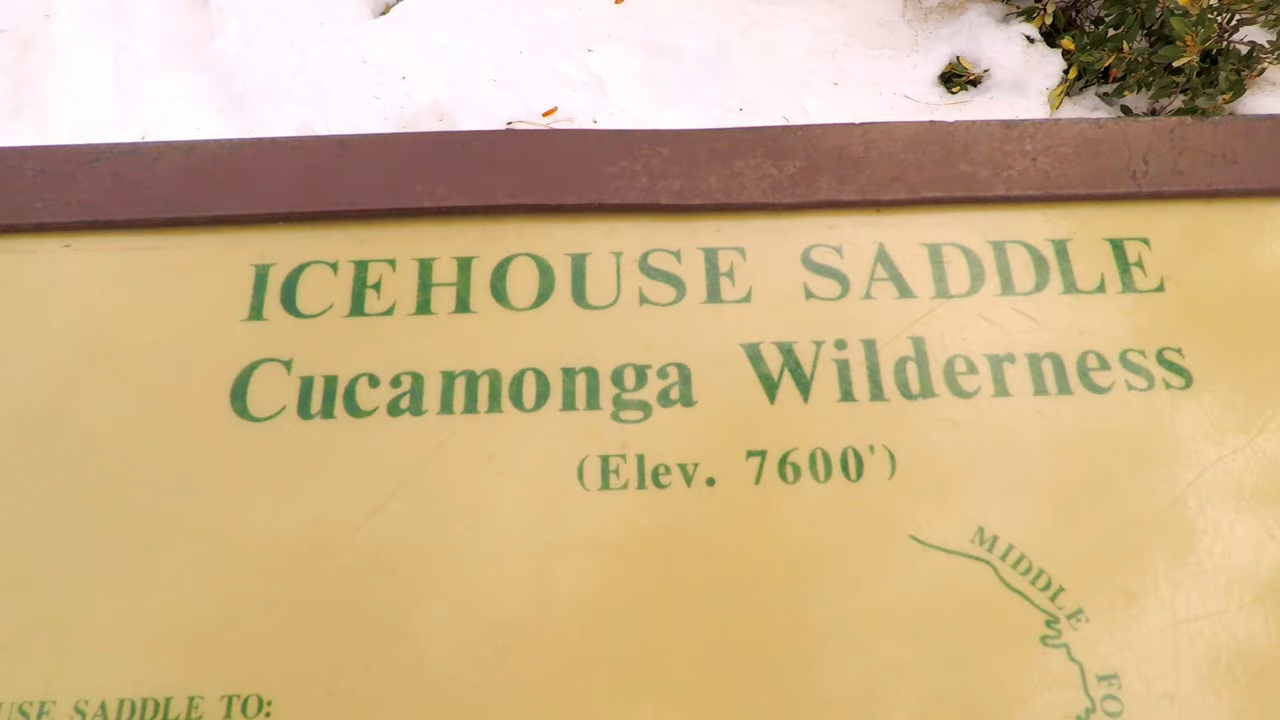 ICEHOUSE SADDLE
Cucamonga Wilderness
(Elev. 7600')
MIDDLE
SADDLE TO: